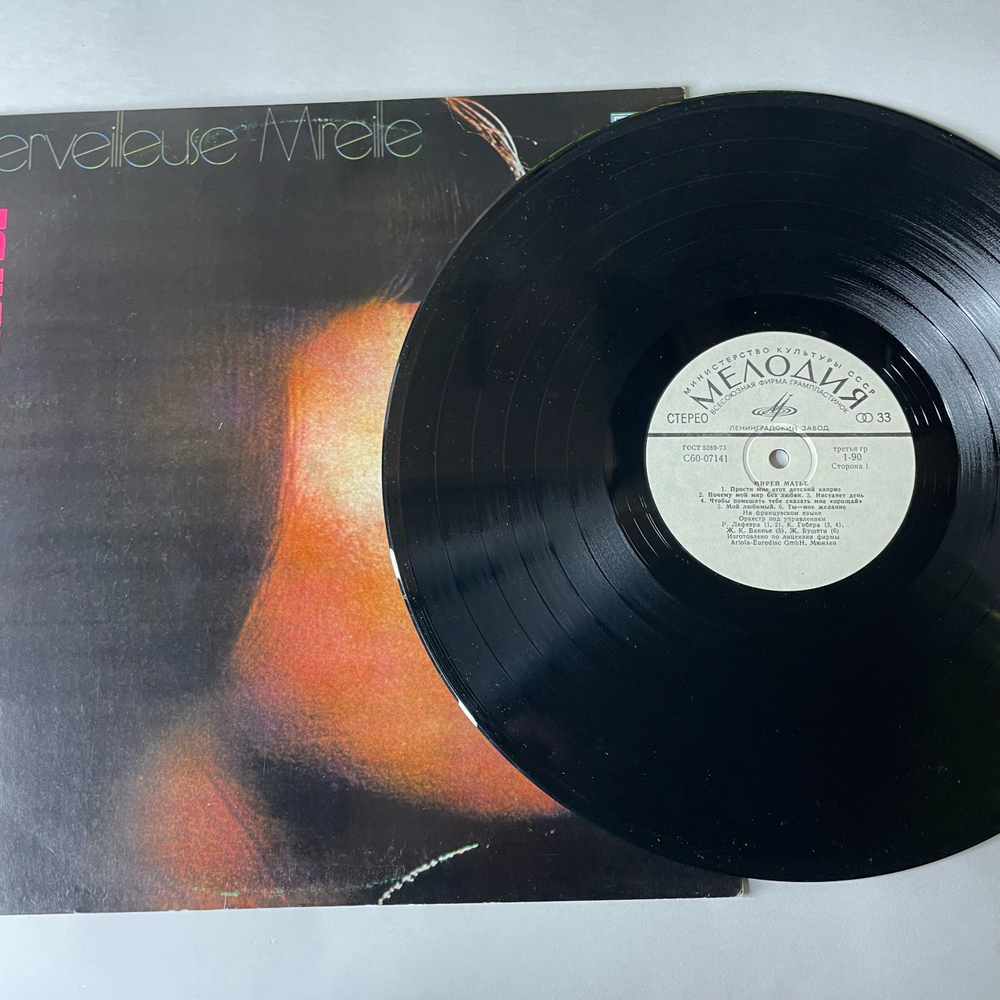 erveilleuse Mireille
МИНИСТЕРСТВО КУЛЬТУРЫ СССР
МЕЛОДИЯ
ВСЕСОЮЗНАЯ ФИРМА ГРАМПЛАСТИНОК
СТЕРЕО 33
ЛЕНИНГРАДСКИЙ ЗАВОД
ГОСТ 5289-73 третья гр
С60-07141 1-90
Сторона 1
МИРЕЙ МАТЬЕ
1. Прости мне этот детский каприз
2. Почему мой мир без любви. 3. Настанет день
4. Чтобы помешать тебе сказать мне «прощай»
5. Мой любимый. 6. Ты—мое желание
На французском языке
Оркестр под управлением
Р. Лефевра (1, 2), К. Гобера (3, 4),
Ж. К. Ваннье (5), Ж. Бушети (6)
Изготовлено по лицензии фирмы
Ariola-Eurodisc GmbH, Мюнхен